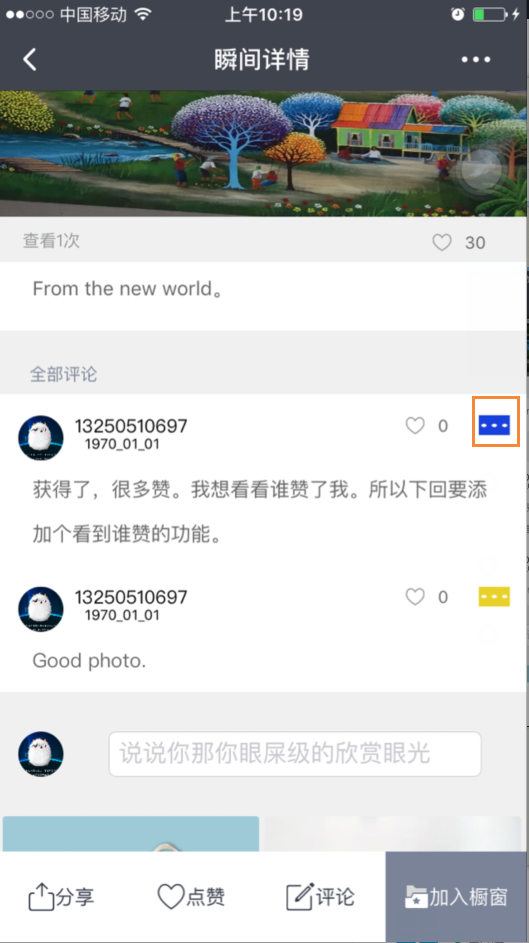 中国移动
上午10:19
瞬间详情
查看1次
30
From the new world。
全部评论
13250510697
0
1970_01_01
获得了，很多赞。我想看看谁赞了我。所以下回要添
加个看到谁赞的功能。
13250510697
0
1970_01_01
Good photo.
说说你那你眼屎级的欣赏眼光
分享
点赞
评论
加入橱窗